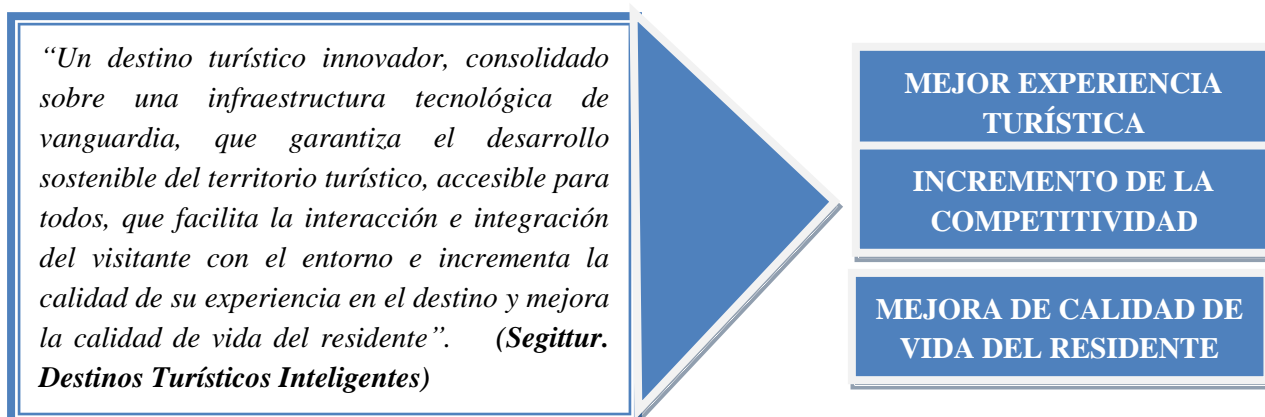 “Un destino turístico innovador, consolidado
sobre una infraestructura tecnológica de
vanguardia, que garantiza el desarrollo
sostenible del territorio turístico, accesible para
todos, que facilita la interacción e integración
del visitante con el entorno e incrementa la
calidad de su experiencia en el destino y mejora
la calidad de vida del residente”. (Segittur.
Destinos Turísticos Inteligentes)
MEJOR EXPERIENCIA
TURÍSTICA
INCREMENTO DE LA
COMPETITIVIDAD
MEJORA DE CALIDAD DE
VIDA DEL RESIDENTE